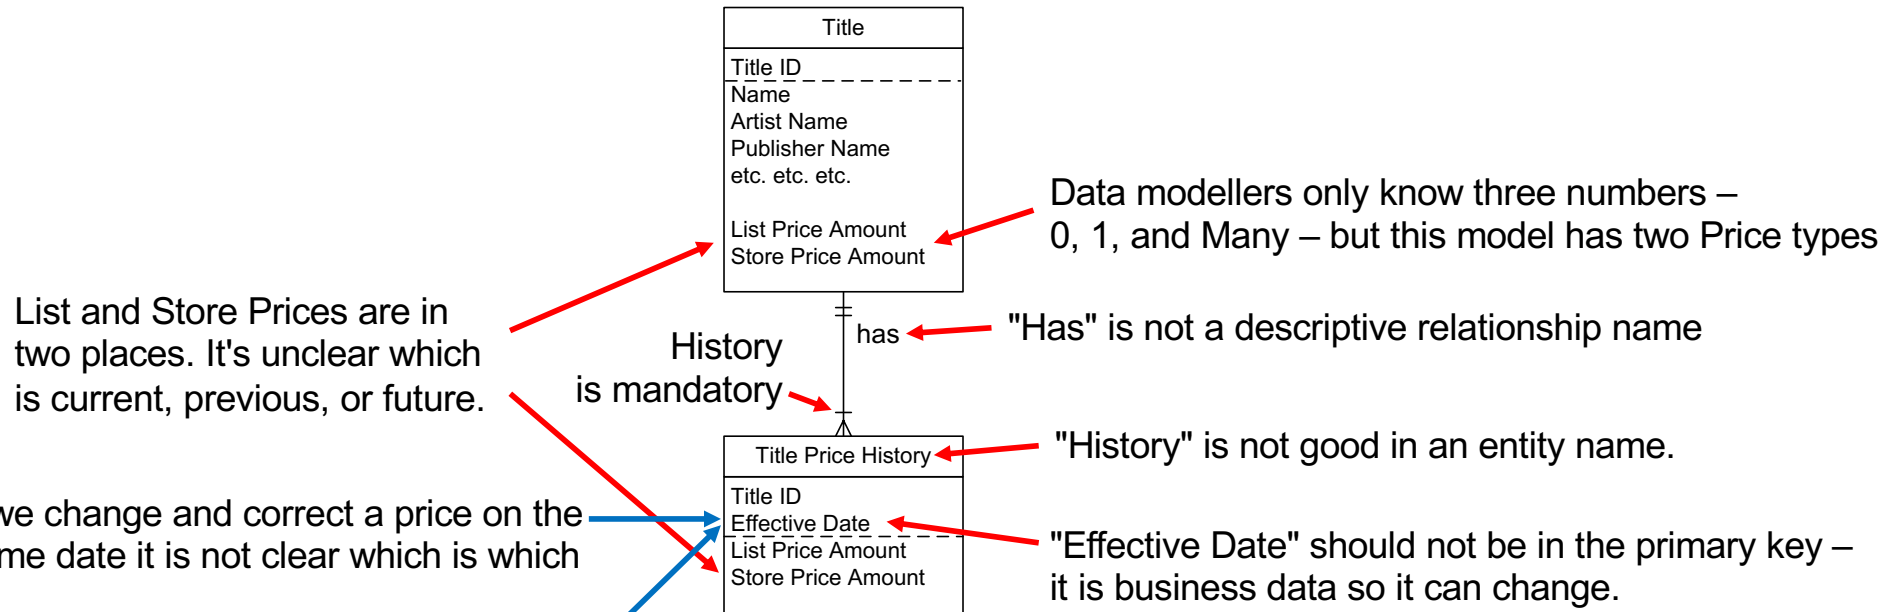 Title
Title ID
Name
Artist Name
Publisher Name
etc. etc. etc.
List Price Amount
Store Price Amount
Data modellers only know three numbers –
0, 1, and Many – but this model has two Price types
List and Store Prices are in
two places. It's unclear which
is current, previous, or future.
History
is mandatory
has
"Has" is not a descriptive relationship name
Title Price History
"History" is not good in an entity name.
Title ID
Effective Date
List Price Amount
Store Price Amount
we change and correct a price on the
me date it is not clear which is which
"Effective Date" should not be in the primary key –
it is business data so it can change.